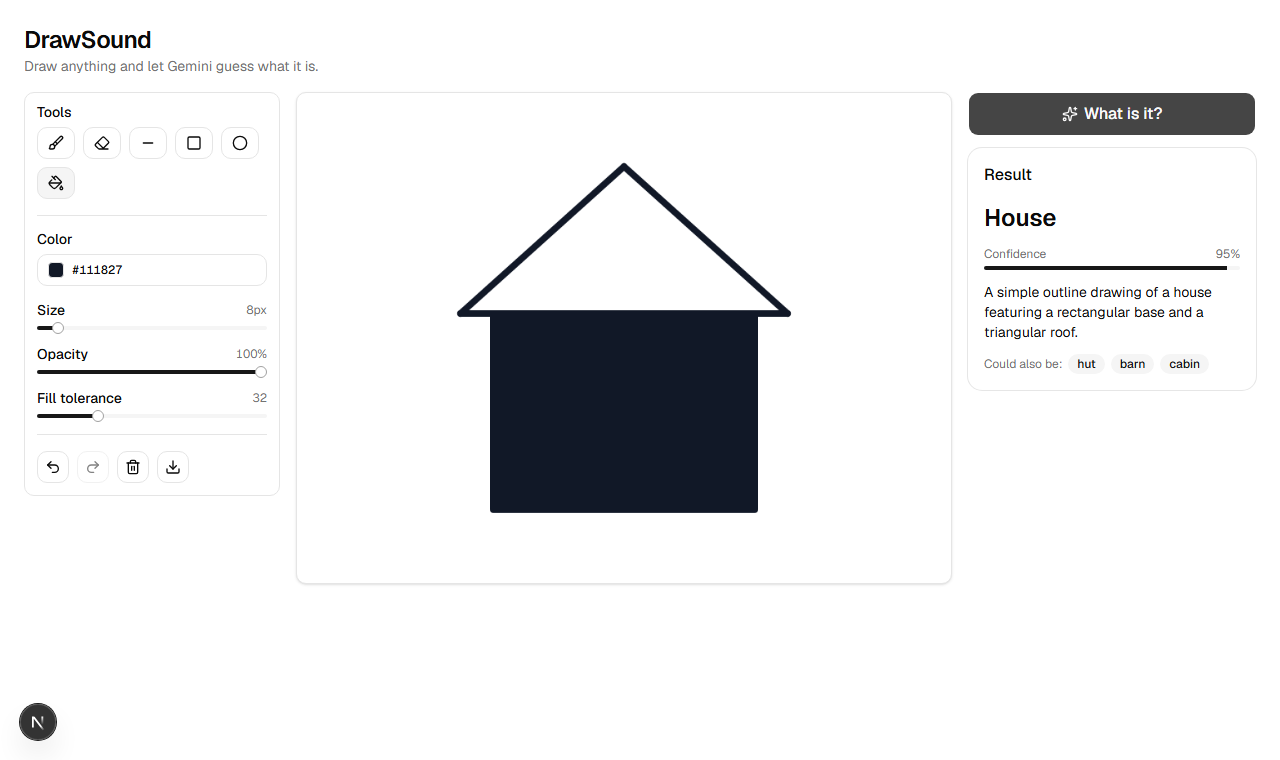 DrawSound
Draw anything and let Gemini guess what it is.
Tools
Color
#111827
Size 8px
Opacity 100%
Fill tolerance 32
What is it?
Result
House
Confidence 95%
A simple outline drawing of a house
featuring a rectangular base and a
triangular roof.
Could also be: hut barn cabin
N